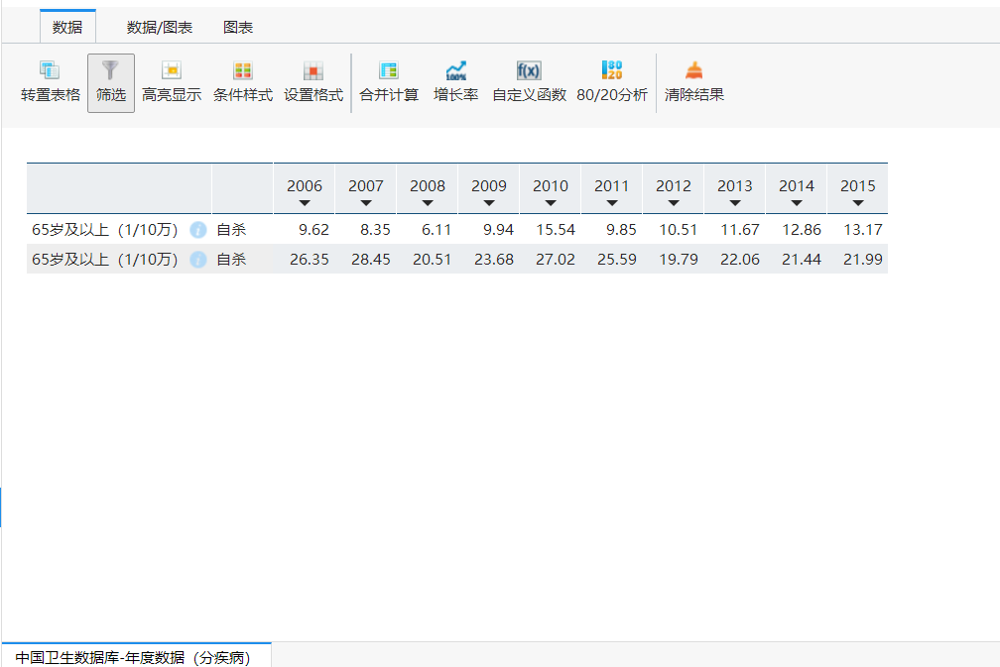 数据 数据/图表 图表
转置表格 筛选 高亮显示 条件样式 设置格式 合并计算 增长率 自定义函数 80/20分析 清除结果
2006 2007 2008 2009 2010 2011 2012 2013 2014 2015
65岁及以上（1/10万） 自杀 9.62 8.35 6.11 9.94 15.54 9.85 10.51 11.67 12.86 13.17
65岁及以上（1/10万） 自杀 26.35 28.45 20.51 23.68 27.02 25.59 19.79 22.06 21.44 21.99
中国卫生数据库-年度数据（分疾病）